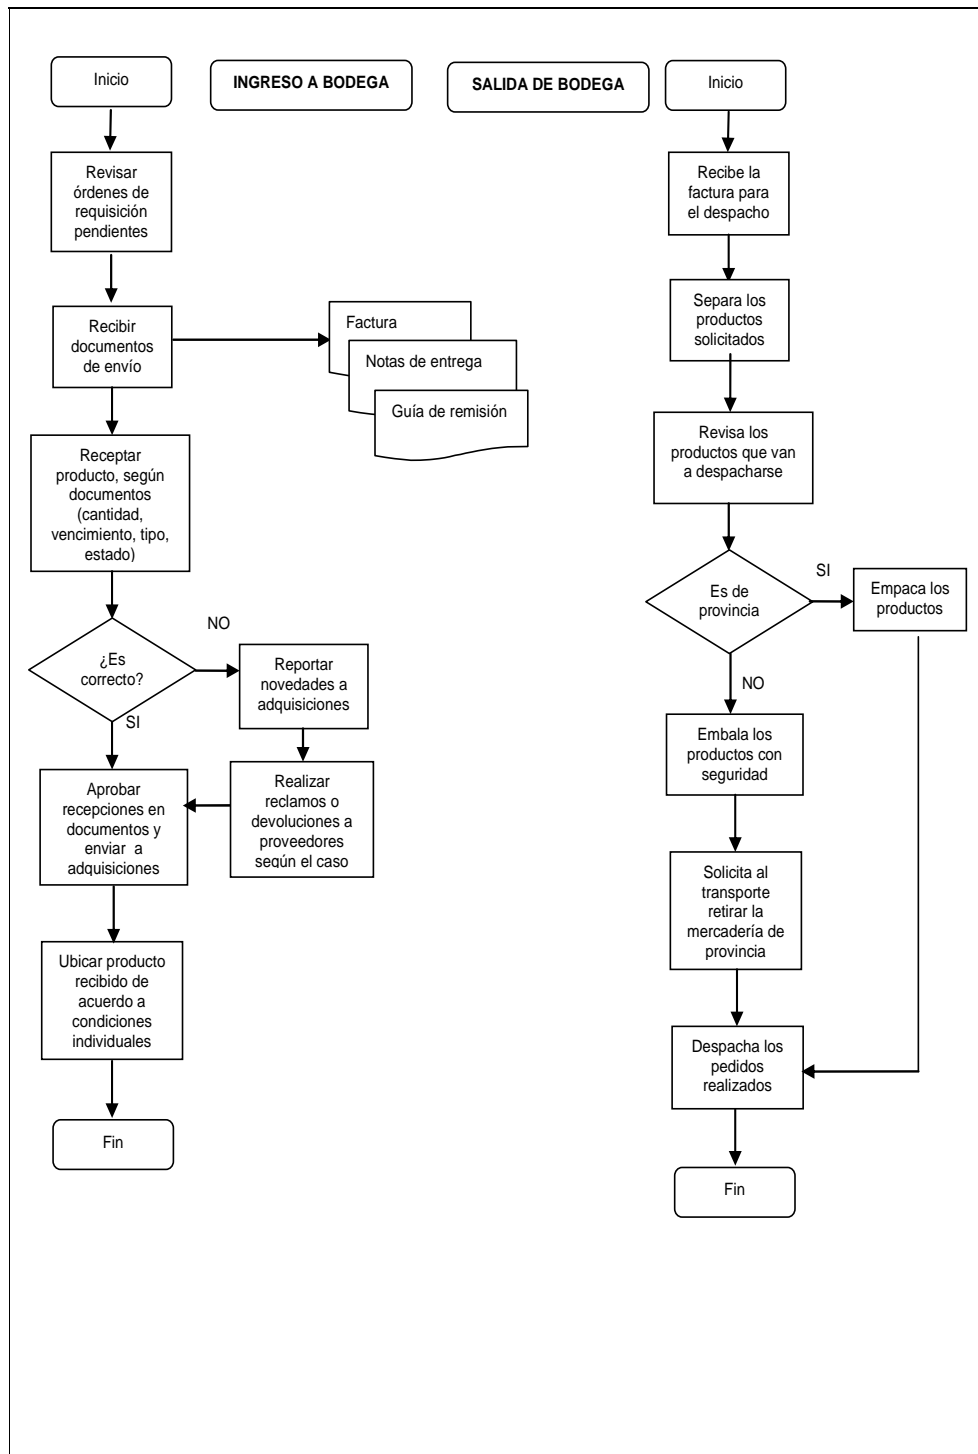 Inicio
INGRESO A BODEGA
Revisar
órdenes de
requisición
pendientes
Recibir
documentos
de envío
Factura
Notas de entrega
Guía de remisión
Receptar
producto, según
documentos
(cantidad,
vencimiento, tipo,
estado)
¿Es
correcto?
NO
Reportar
novedades a
adquisiciones
Realizar
reclamos o
devoluciones a
proveedores
según el caso
SI
Aprobar
recepciones en
documentos y
enviar a
adquisiciones
Ubicar producto
recibido de
acuerdo a
condiciones
individuales
Fin
SALIDA DE BODEGA
Inicio
Recibe la
factura para
el despacho
Separa los
productos
solicitados
Revisa los
productos que van
a despacharse
Es de
provincia
SI
Empaca los
productos
NO
Embala los
productos con
seguridad
Solicita al
transporte
retirar la
mercadería de
provincia
Despacha los
pedidos
realizados
Fin